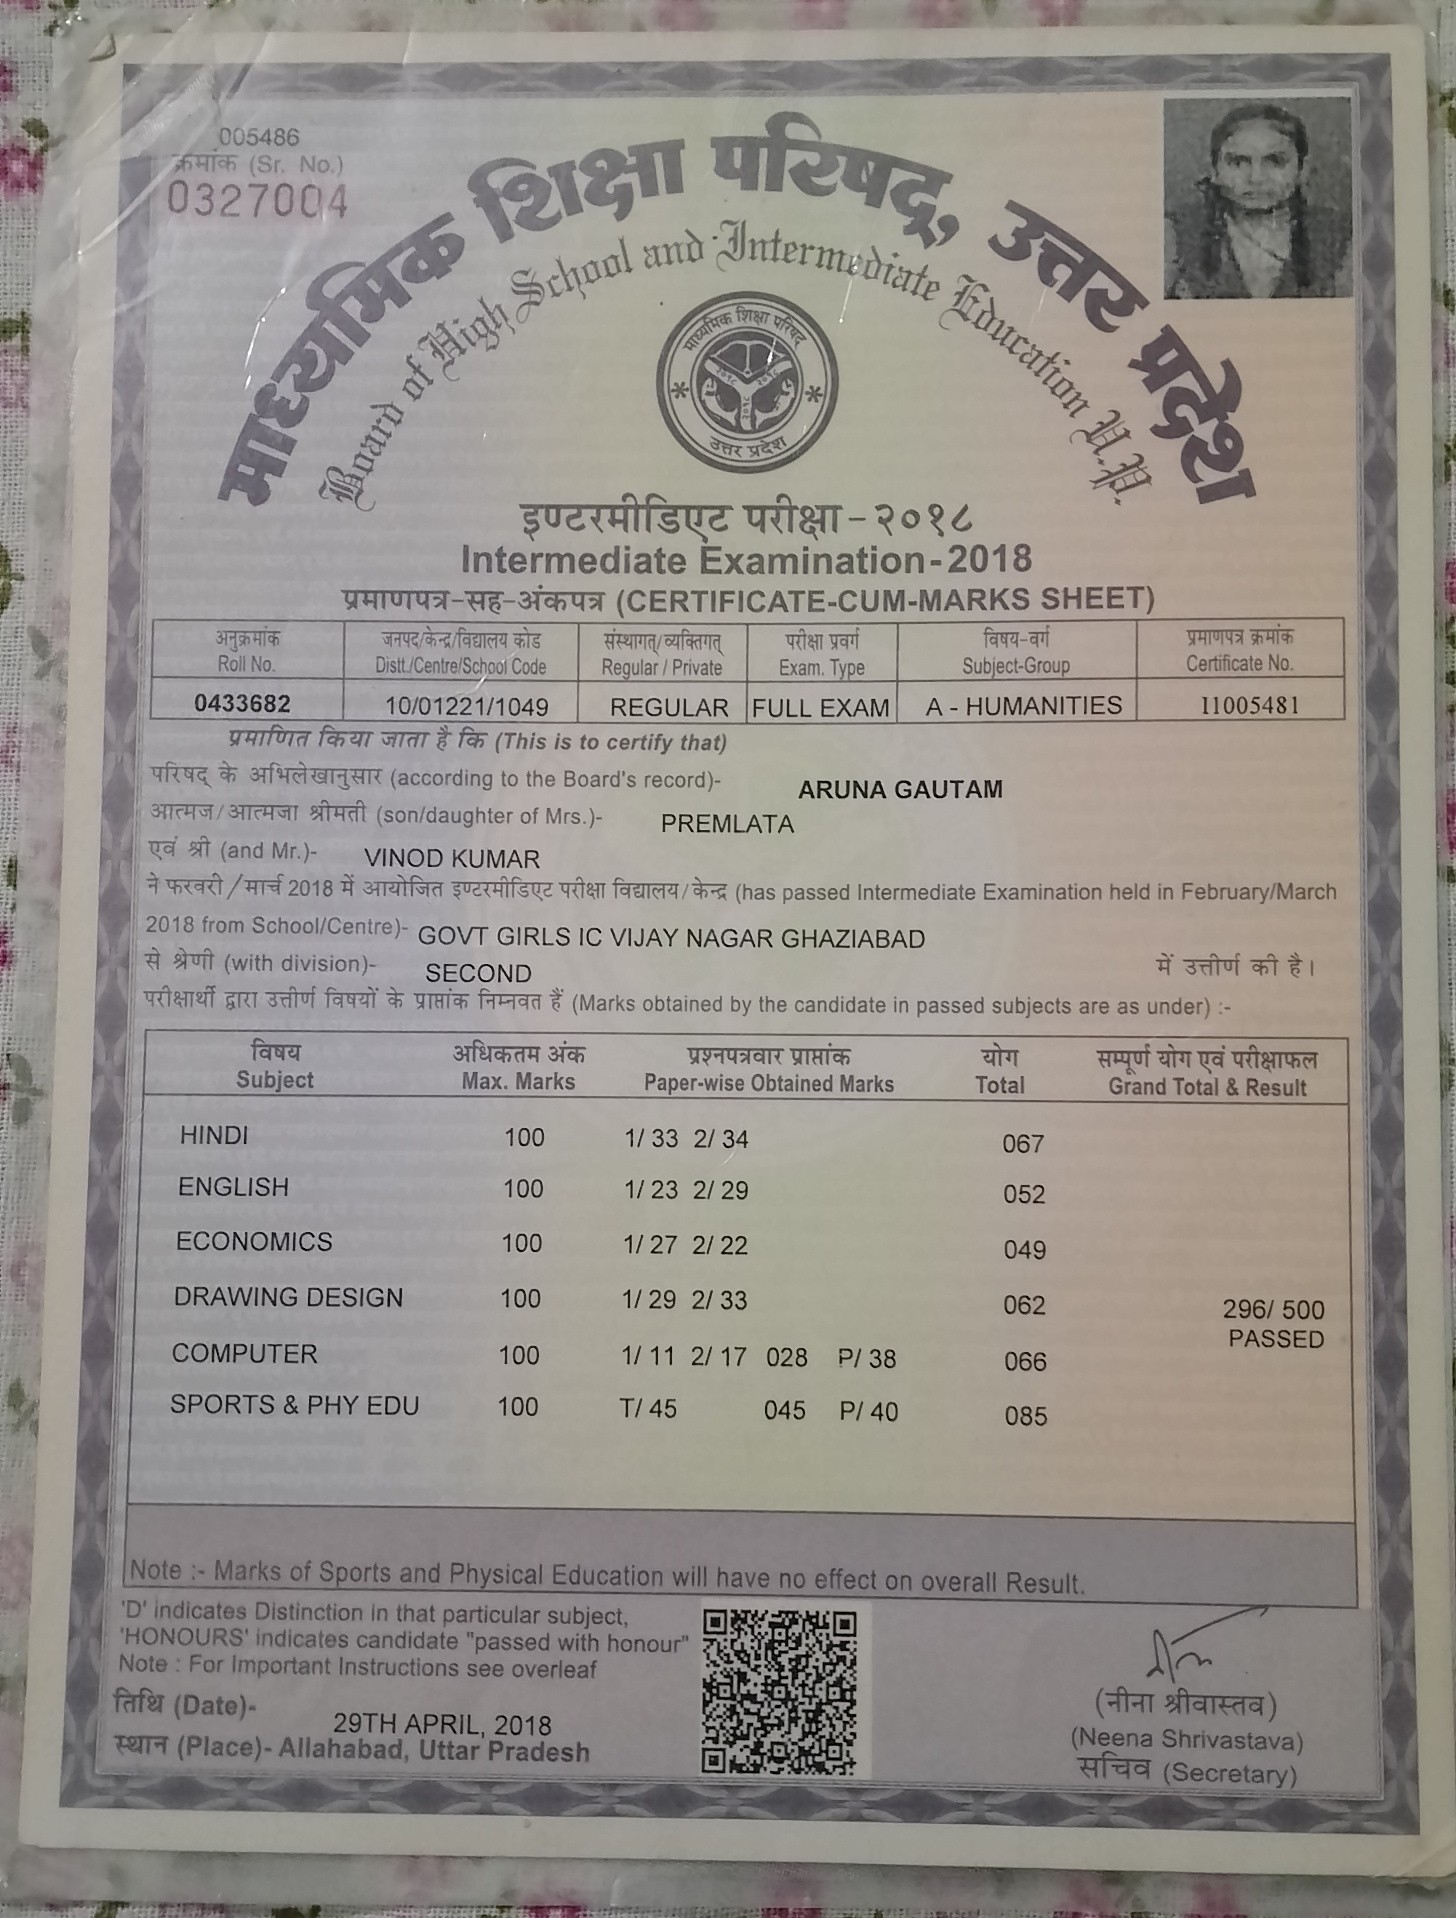 005486
क्रमांक (Sr. No.)
0327004
माध्यमिक शिक्षा परिषद्, उत्तर प्रदेश
Board of High School and Intermediate Education U.P.
माध्यमिक शिक्षा परिषद
२०१८ २०१८
२०१८
उत्तर प्रदेश
इण्टरमीडिएट परीक्षा - २०१८
Intermediate Examination - 2018
प्रमाणपत्र-सह-अंकपत्र (CERTIFICATE-CUM-MARKS SHEET)
अनुक्रमांक जनपद/केन्द्र/विद्यालय कोड संस्थागत्/व्यक्तिगत् परीक्षा प्रवर्ग विषय-वर्ग प्रमाणपत्र क्रमांक
Roll No. Distt./Centre/School Code Regular / Private Exam. Type Subject-Group Certificate No.
0433682 10/01221/1049 REGULAR FULL EXAM A - HUMANITIES 11005481
प्रमाणित किया जाता है कि (This is to certify that)
परिषद् के अभिलेखानुसार (according to the Board's record)- ARUNA GAUTAM
आत्मज/आत्मजा श्रीमती (son/daughter of Mrs.)- PREMLATA
एवं श्री (and Mr.)- VINOD KUMAR
ने फरवरी/मार्च 2018 में आयोजित इण्टरमीडिएट परीक्षा विद्यालय/केन्द्र (has passed Intermediate Examination held in February/March
2018 from School/Centre)- GOVT GIRLS IC VIJAY NAGAR GHAZIABAD
से श्रेणी (with division)- SECOND में उत्तीर्ण की है।
परीक्षार्थी द्वारा उत्तीर्ण विषयों के प्राप्तांक निम्नवत हैं (Marks obtained by the candidate in passed subjects are as under) :-
विषय अधिकतम अंक प्रश्नपत्रवार प्राप्तांक योग सम्पूर्ण योग एवं परीक्षाफल
Subject Max. Marks Paper-wise Obtained Marks Total Grand Total & Result
HINDI 100 1/ 33 2/ 34 067
ENGLISH 100 1/ 23 2/ 29 052
ECONOMICS 100 1/ 27 2/ 22 049
DRAWING DESIGN 100 1/ 29 2/ 33 062 296/ 500
PASSED
COMPUTER 100 1/ 11 2/ 17 028 P/ 38 066
SPORTS & PHY EDU 100 T/ 45 045 P/ 40 085
Note :- Marks of Sports and Physical Education will have no effect on overall Result.
'D' indicates Distinction in that particular subject,
'HONOURS' indicates candidate "passed with honour"
Note : For Important Instructions see overleaf
तिथि (Date)- 29TH APRIL, 2018
स्थान (Place)- Allahabad, Uttar Pradesh
(नीना श्रीवास्तव)
(Neena Shrivastava)
सचिव (Secretary)